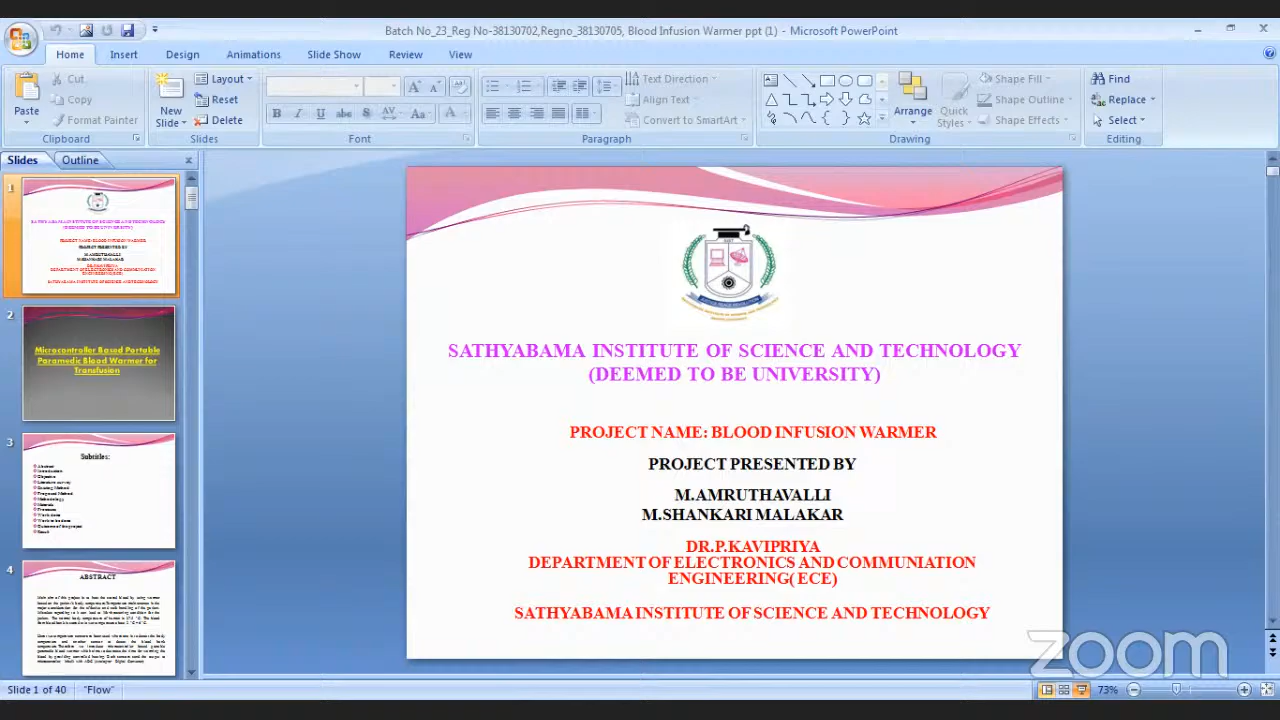 Batch No_23_Reg No-38130702,Regno_38130705, Blood Infusion Warmer ppt (1) - Microsoft PowerPoint
Home Insert Design Animations Slide Show Review View
Paste Cut Copy Format Painter
New Slide Layout Reset Delete
Text Direction Align Text Convert to SmartArt
Arrange Quick Styles Shape Fill Shape Outline Shape Effects
Find Replace Select
Clipboard Slides Font Paragraph Drawing Editing
Slides Outline
1
2
Microcontroller Based Portable
Paramedic Blood Warmer for
Transfusion
3
Subtitles:
4
ABSTRACT
SATHYABAMA INSTITUTE OF SCIENCE AND TECHNOLOGY
(DEEMED TO BE UNIVERSITY)
PROJECT NAME: BLOOD INFUSION WARMER
PROJECT PRESENTED BY
M.AMRUTHAVALLI
M.SHANKARI MALAKAR
DR.P.KAVIPRIYA
DEPARTMENT OF ELECTRONICS AND COMMUNIATION
ENGINEERING( ECE)
SATHYABAMA INSTITUTE OF SCIENCE AND TECHNOLOGY
zoom
Slide 1 of 40 "Flow" 73%